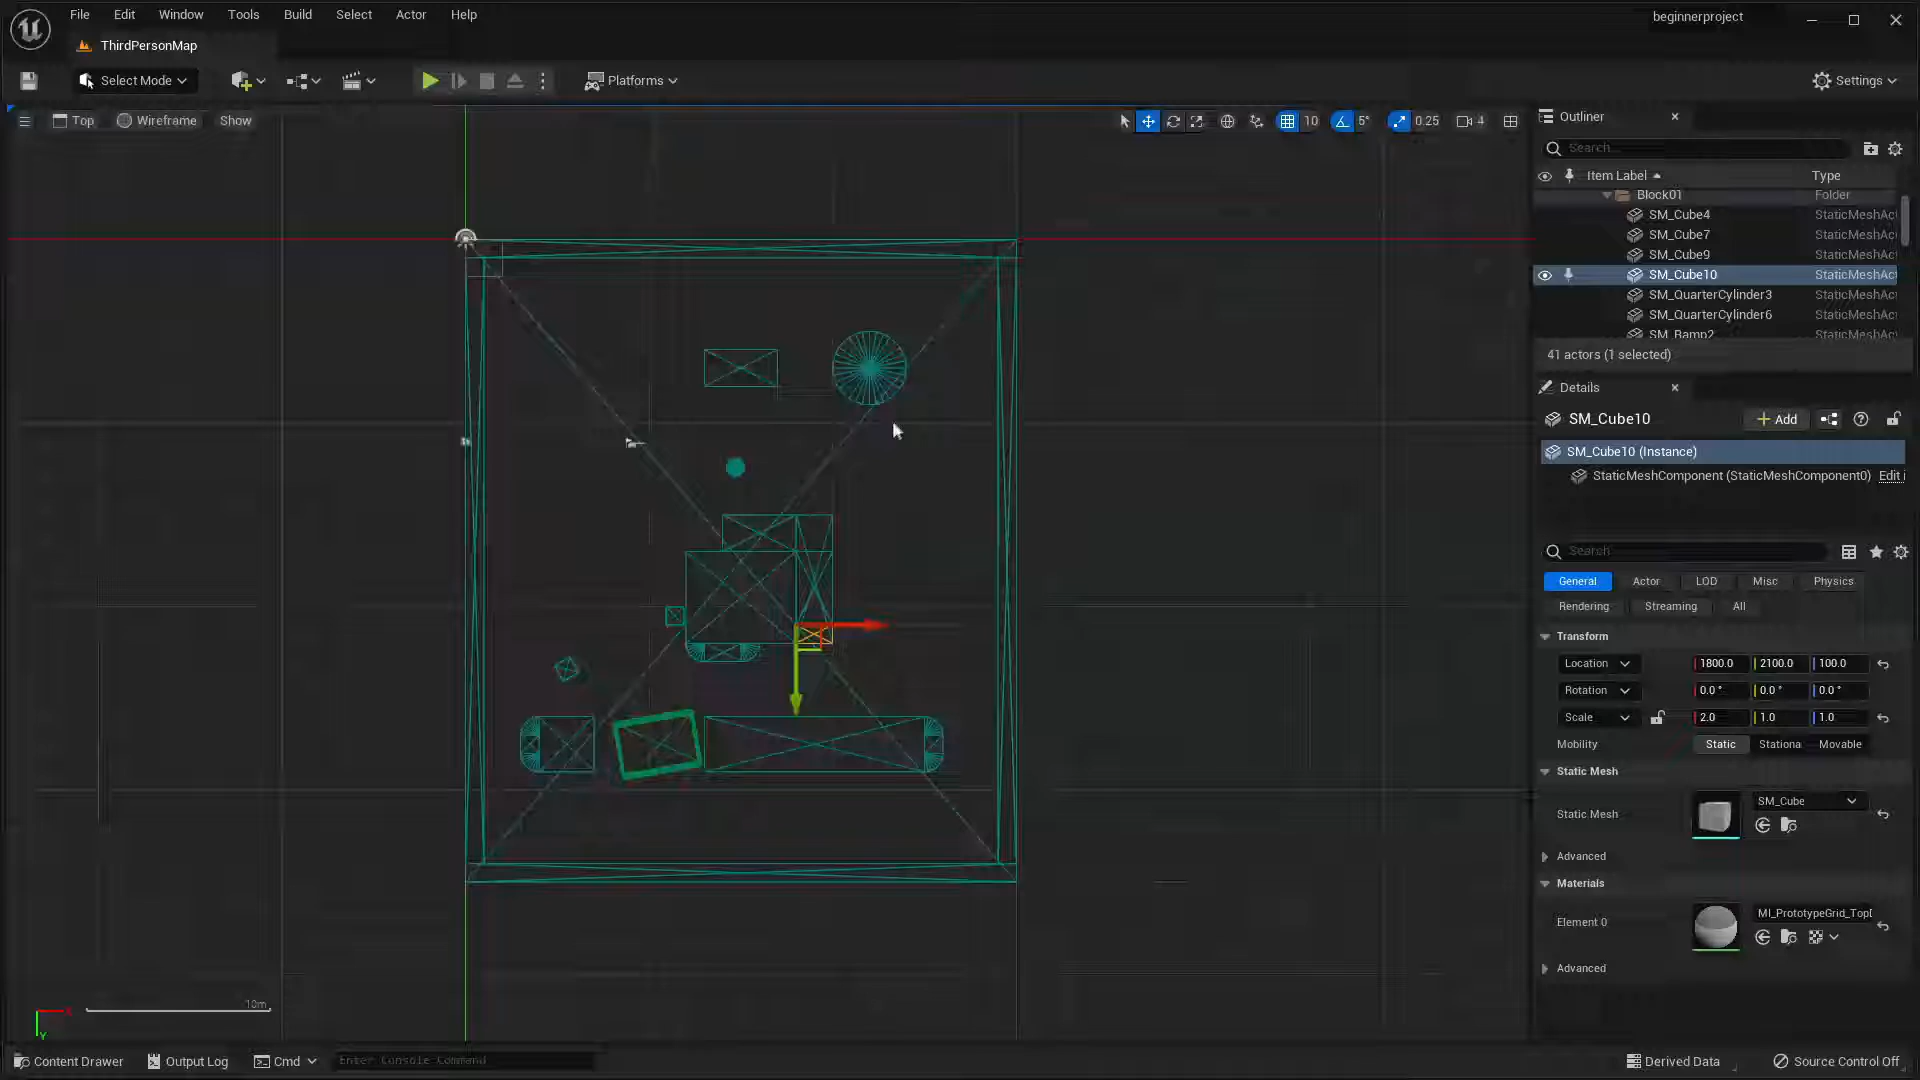 File Edit Window Tools Build Select Actor Help
beginnerproject
ThirdPersonMap
Select Mode
Platforms
Settings
Top Wireframe Show
10 5° 0.25 4
Outliner
Search...
Item Label Type
Block01 Folder
SM_Cube4 StaticMeshAc
SM_Cube7 StaticMeshAc
SM_Cube9 StaticMeshAc
SM_Cube10 StaticMeshAc
SM_QuarterCylinder3 StaticMeshAc
SM_QuarterCylinder6 StaticMeshAc
SM_Ramp2 StaticMeshAc
41 actors (1 selected)
Details
SM_Cube10
Add
SM_Cube10 (Instance)
StaticMeshComponent (StaticMeshComponent0) Edit i
Search
General Actor LOD Misc Physics
Rendering Streaming All
Transform
Location 1800.0 2100.0 100.0
Rotation 0.0 ° 0.0 ° 0.0 °
Scale 2.0 1.0 1.0
Mobility Static Stationa Movable
Static Mesh
Static Mesh SM_Cube
Advanced
Materials
Element 0 MI_PrototypeGrid_TopD
Advanced
10m
X
Y
Content Drawer Output Log Cmd Enter Console Command
Derived Data Source Control Off